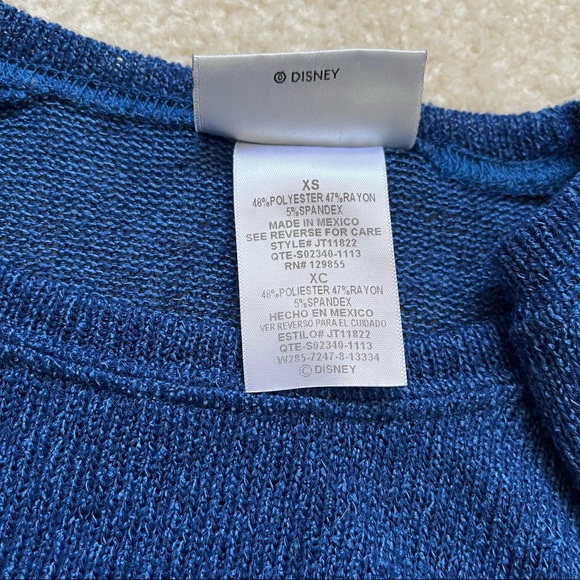 © DISNEY
XS
48%POLYESTER 47%RAYON
5%SPANDEX
MADE IN MEXICO
SEE REVERSE FOR CARE
STYLE# JT11822
QTE-S02340-1113
RN# 129855
XC
48%POLIESTER 47%RAYON
5%SPANDEX
HECHO EN MEXICO
VER REVERSO PARA EL CUIDADO
ESTILO# JT11822
QTE-S02340-1113
W285-7247-8-13334
© DISNEY